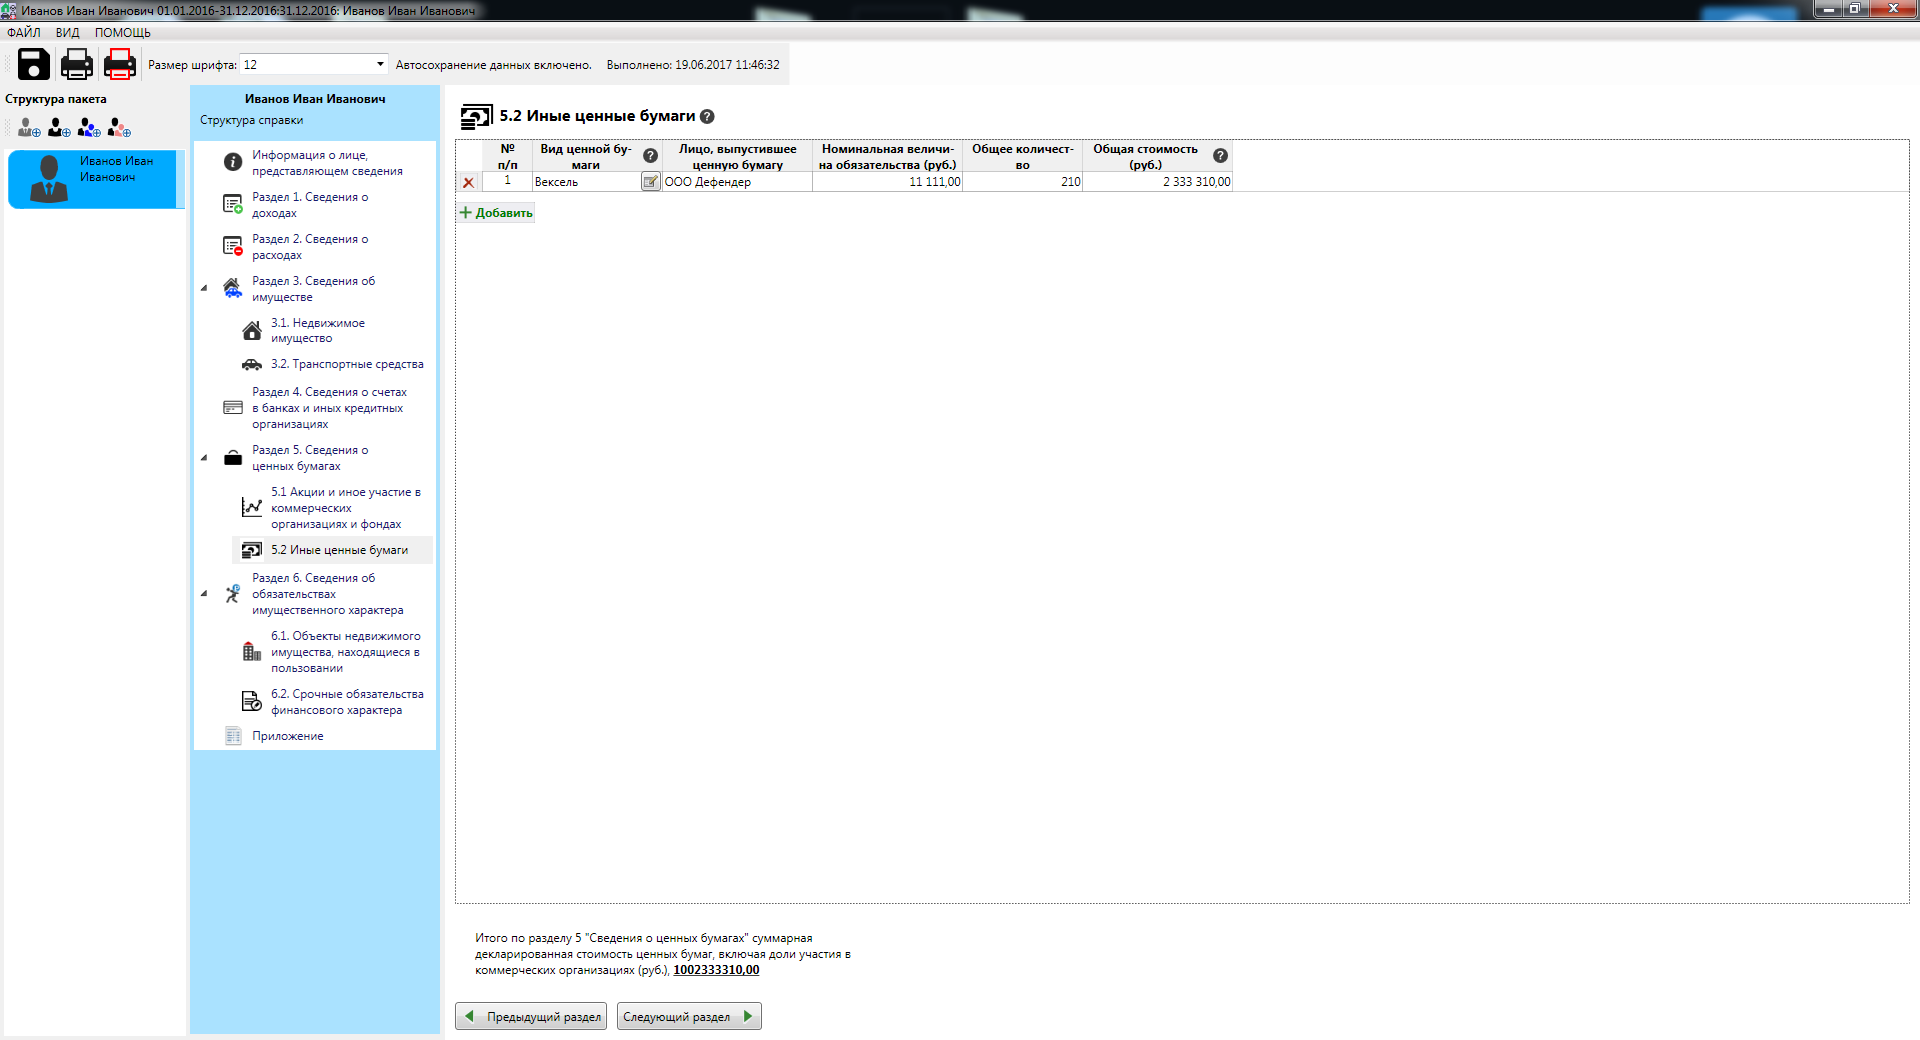 Иванов Иван Иванович 01.01.2016-31.12.2016:31.12.2016: Иванов Иван Иванович
ФАЙЛ ВИД ПОМОЩЬ
Размер шрифта: 12 Автосохранение данных включено. Выполнено: 19.06.2017 11:46:32
Структура пакета
Иванов Иван
Иванович
Иванов Иван Иванович
Структура справки
Информация о лице,
представляющем сведения
Раздел 1. Сведения о
доходах
Раздел 2. Сведения о
расходах
Раздел 3. Сведения об
имуществе
3.1. Недвижимое
имущество
3.2. Транспортные средства
Раздел 4. Сведения о счетах
в банках и иных кредитных
организациях
Раздел 5. Сведения о
ценных бумагах
5.1 Акции и иное участие в
коммерческих
организациях и фондах
5.2 Иные ценные бумаги
Раздел 6. Сведения об
обязательствах
имущественного характера
6.1. Объекты недвижимого
имущества, находящиеся в
пользовании
6.2. Срочные обязательства
финансового характера
Приложение
5.2 Иные ценные бумаги ?
№
п/п
Вид ценной бу-
маги ?
Лицо, выпустившее
ценную бумагу
Номинальная величи-
на обязательства (руб.)
Общее количест-
во
Общая стоимость
(руб.) ?
1 Вексель ООО Дефендер 11 111,00 210 2 333 310,00
Добавить
Итого по разделу 5 "Сведения о ценных бумагах" суммарная
декларированная стоимость ценных бумаг, включая доли участия в
коммерческих организациях (руб.), 1002333310,00
Предыдущий раздел Следующий раздел